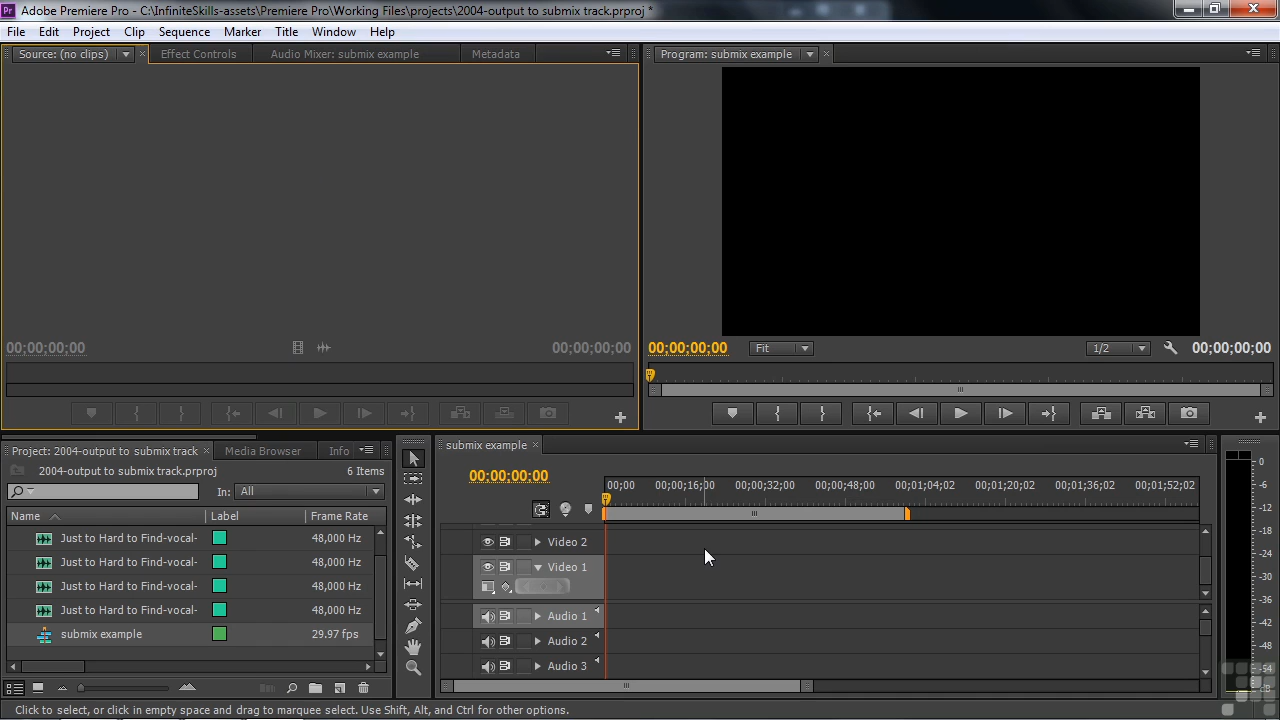 Pr Adobe Premiere Pro - C:\InfiniteSkills-assets\Premiere Pro\Working Files\projects\2004-output to submix track.prproj *
File Edit Project Clip Sequence Marker Title Window Help
Source: (no clips) Effect Controls Audio Mixer: submix example Metadata
Program: submix example
00;00;00;00 00;00;00;00
00;00;00;00 Fit 1/2 00;00;00;00
Project: 2004-output to submix track Media Browser Info
2004-output to submix track.prproj 6 Items
In: All
Name Label Frame Rate
Just to Hard to Find-vocal- 48,000 Hz
Just to Hard to Find-vocal- 48,000 Hz
Just to Hard to Find-vocal- 48,000 Hz
Just to Hard to Find-vocal- 48,000 Hz
submix example 29.97 fps
submix example
00;00;00;00
00;00 00;00;16;00 00;00;32;00 00;00;48;00 00;01;04;02 00;01;20;02 00;01;36;02 00;01;52;02
Video 2
Video 1
Audio 1
Audio 2
Audio 3
0
-6
-12
-18
-24
-30
-36
-42
-48
-54
dB
Click to select, or click in empty space and drag to marquee select. Use Shift, Alt, and Ctrl for other options.